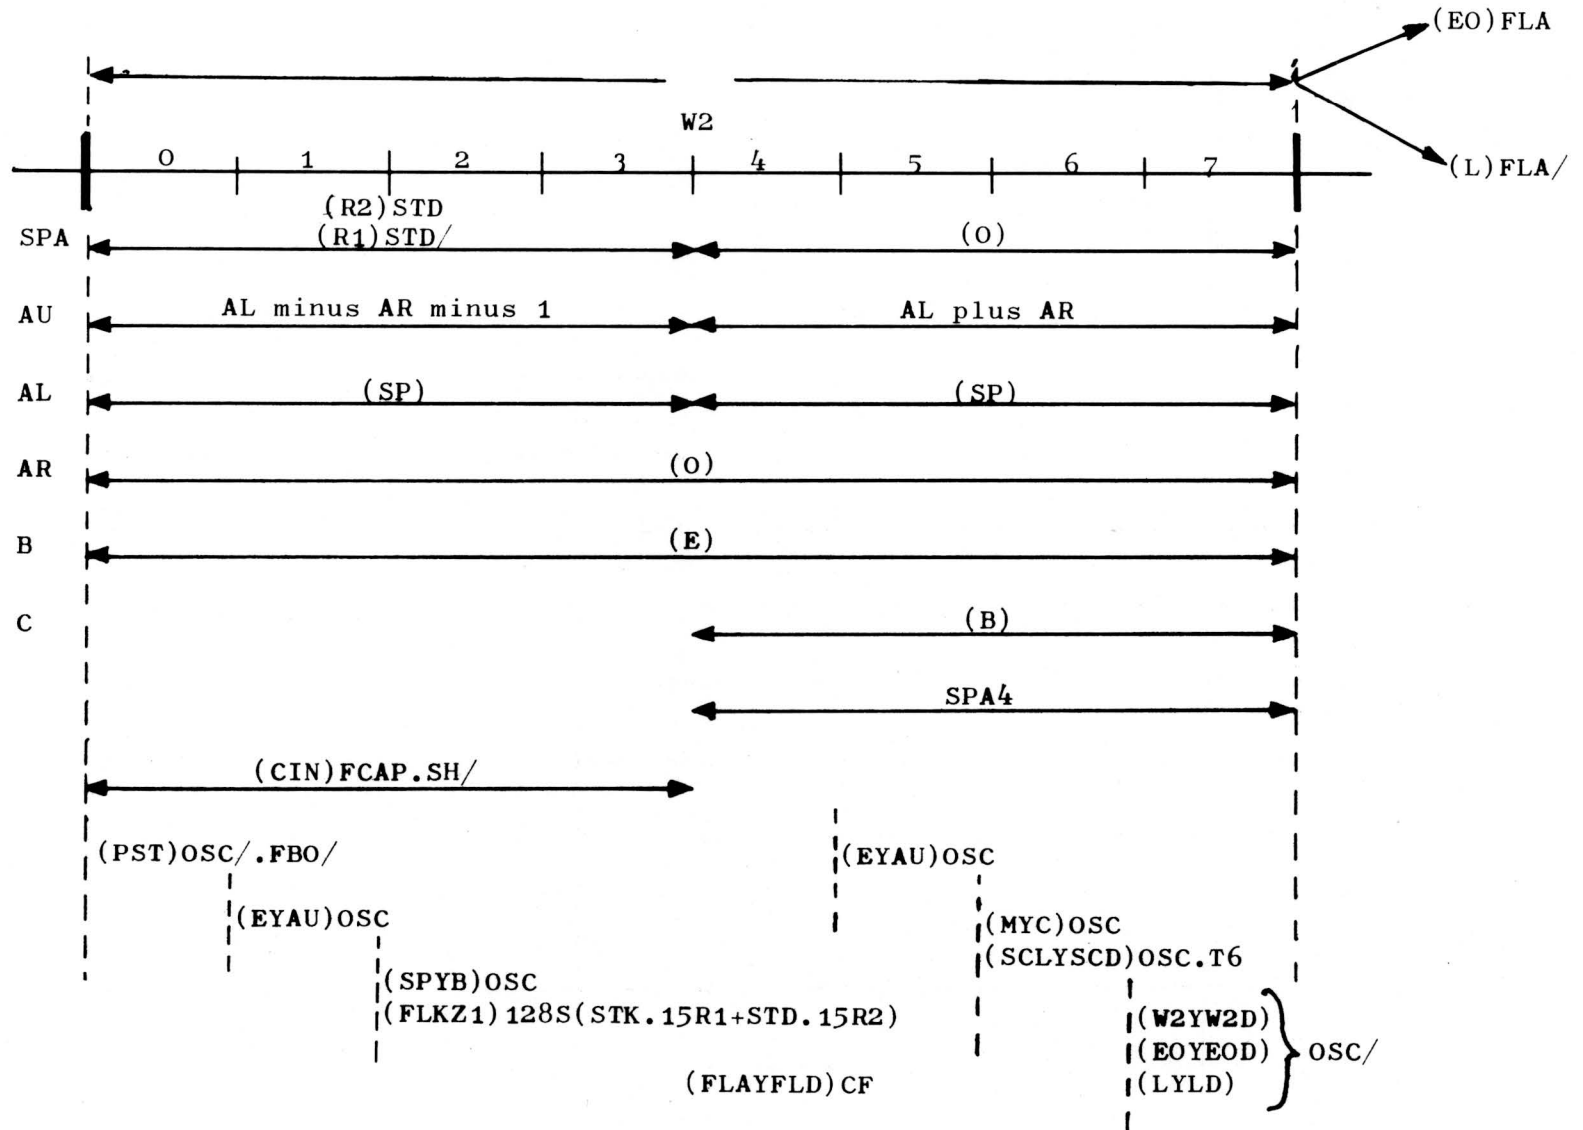 (EO)FLA
W2
0 1 2 3 4 5 6 7
(L)FLA/
(R2)STD
SPA (R1)STD/ (O)
AU AL minus AR minus 1 AL plus AR
AL (SP) (SP)
AR (O)
B (E)
C (B)
SPA4
(CIN)FCAP.SH/
(PST)OSC/.FBO/ (EYAU)OSC
(EYAU)OSC (MYC)OSC
(SCLYSCD)OSC.T6
(SPYB)OSC
(FLKZ1)128S(STK.15R1+STD.15R2) (W2YW2D)
(EOYEOD) OSC/
(FLAYFLD)CF (LYLD)